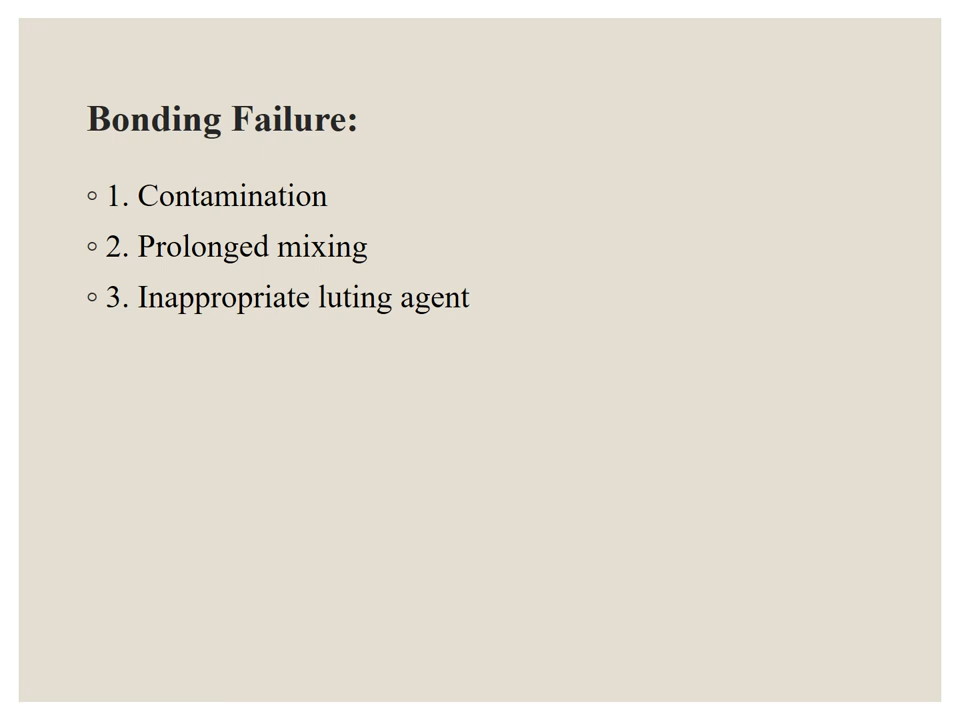 Bonding Failure:
◦ 1. Contamination
◦ 2. Prolonged mixing
◦ 3. Inappropriate luting agent